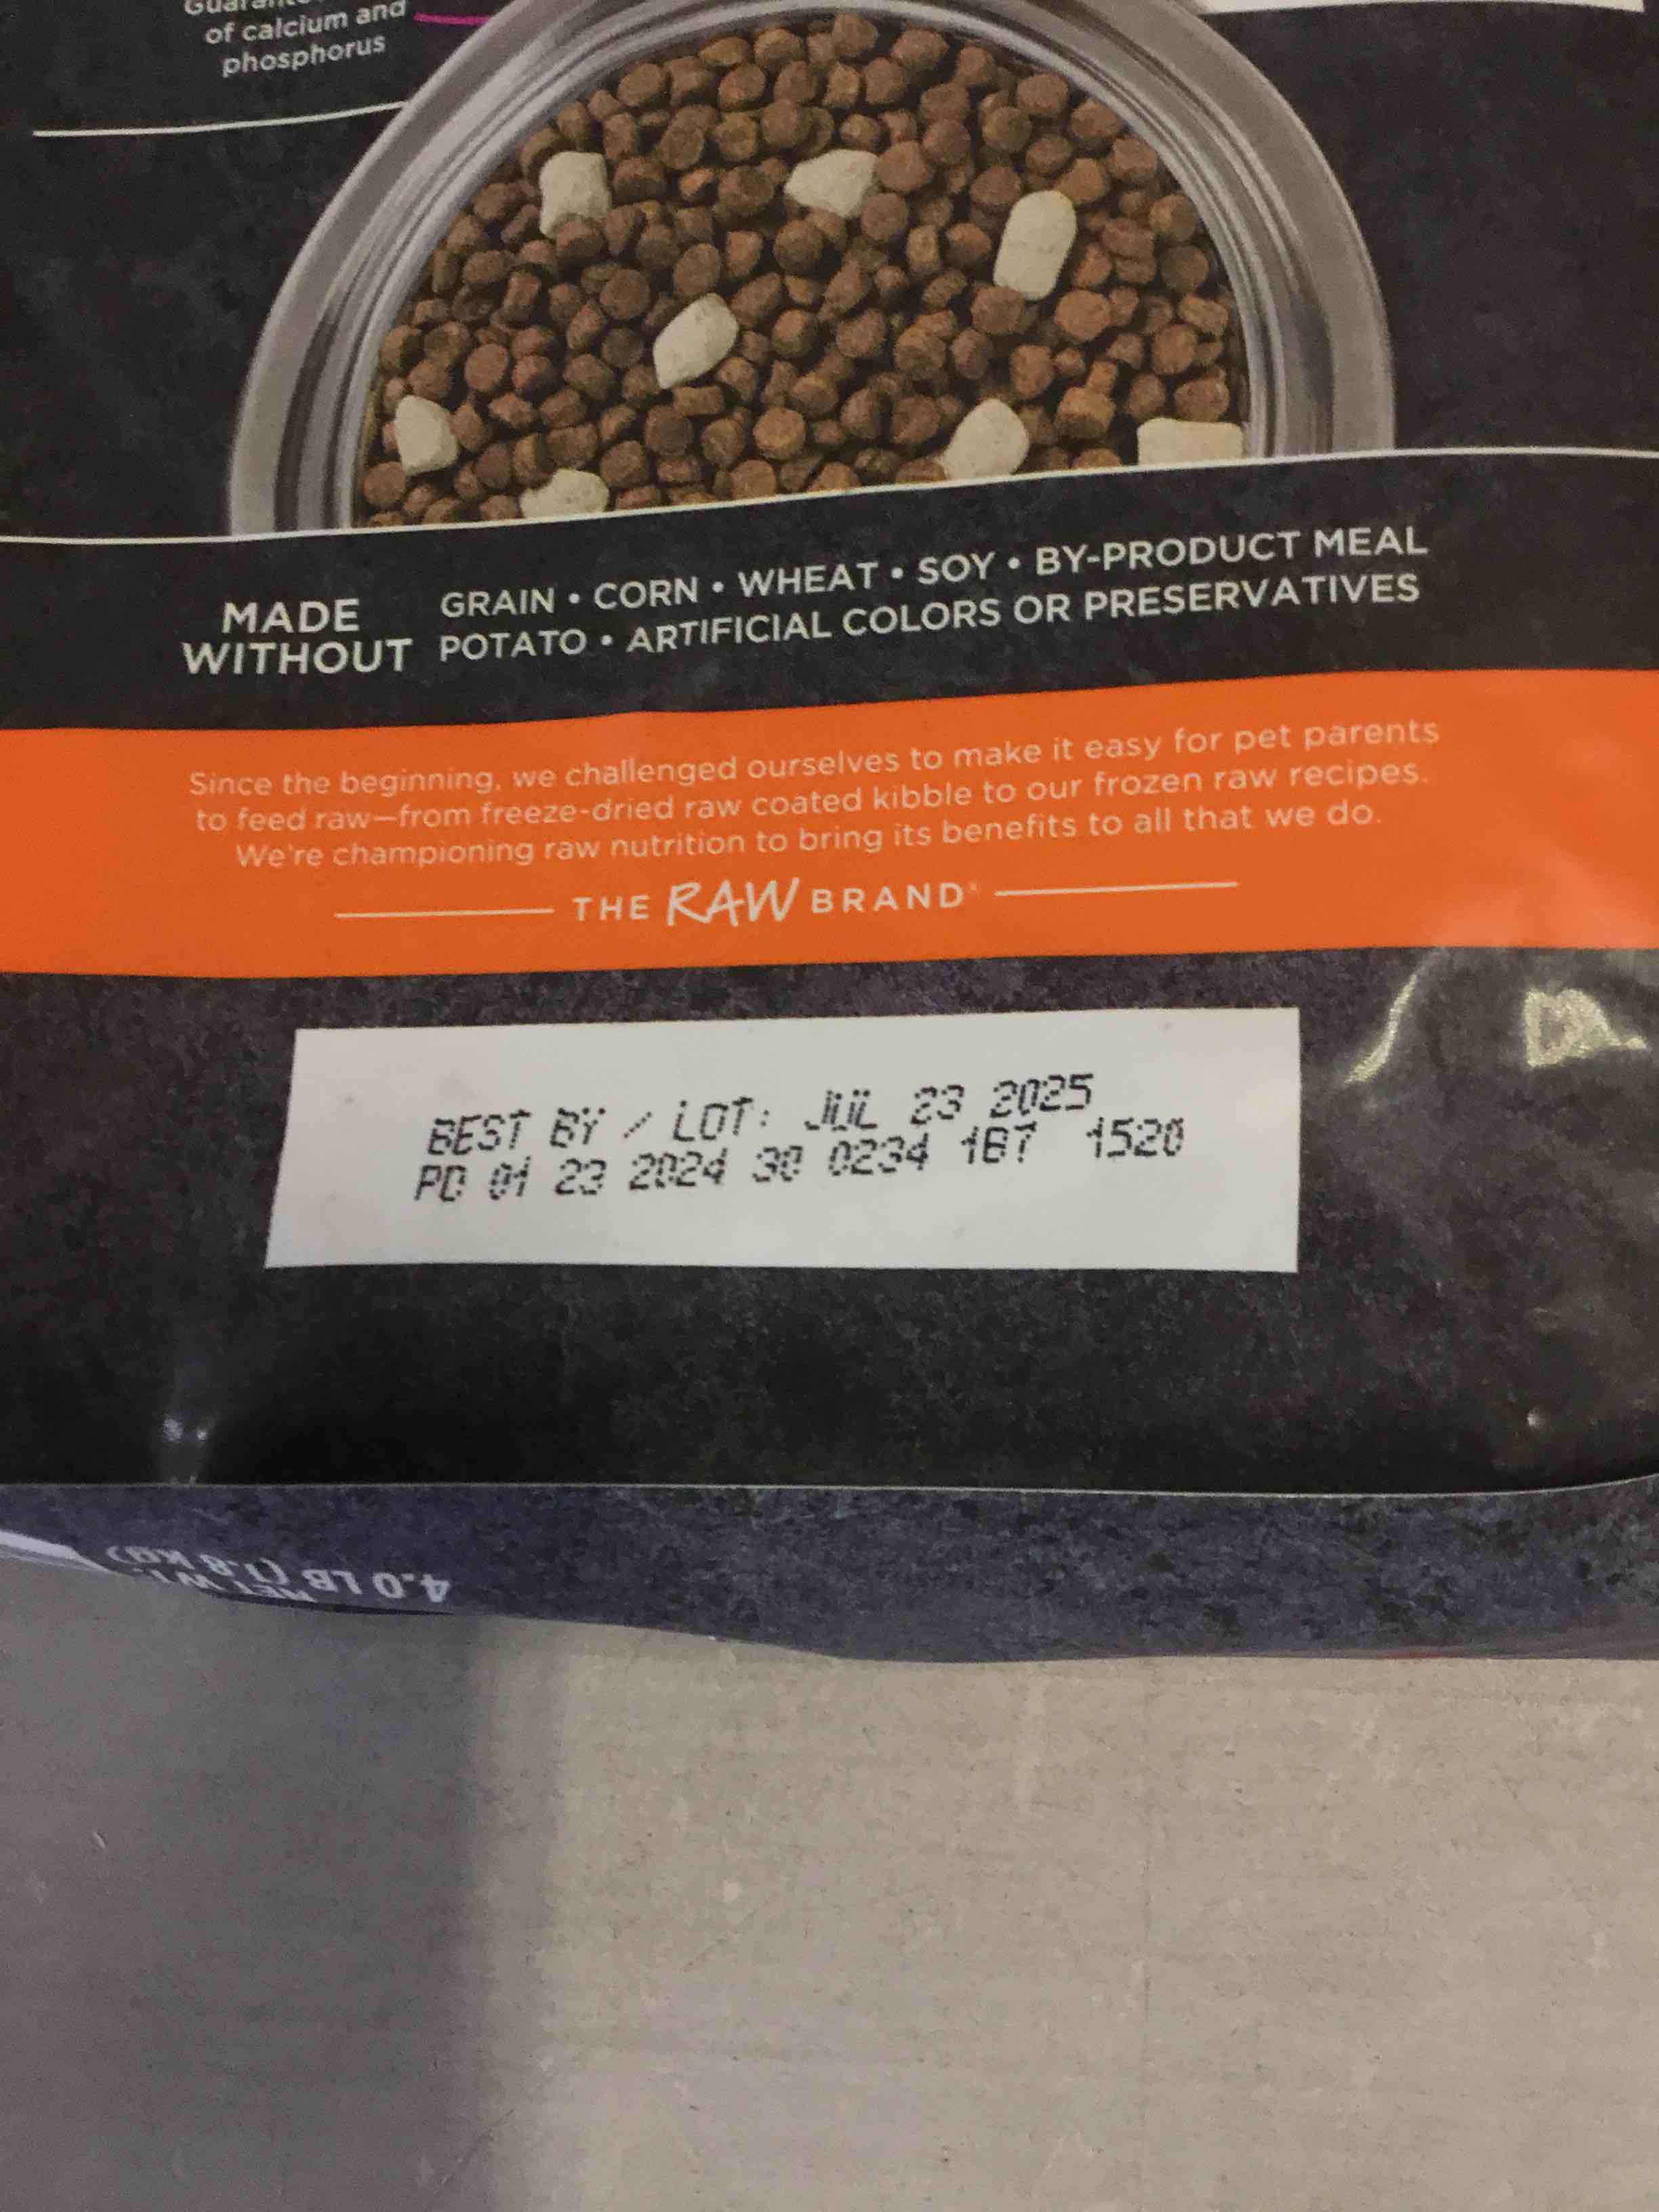 of calcium and
phosphorus
MADE
WITHOUT
GRAIN • CORN • WHEAT • SOY • BY-PRODUCT MEAL
POTATO • ARTIFICIAL COLORS OR PRESERVATIVES
Since the beginning, we challenged ourselves to make it easy for pet parents
to feed raw—from freeze-dried raw coated kibble to our frozen raw recipes.
We're championing raw nutrition to bring its benefits to all that we do.
THE RAW BRAND®
BEST BY / LOT: JUL 23 2025
PD 01 23 2024 30 0234 1B7 1520
NET WT.
4.0 LB (1.8 KG)